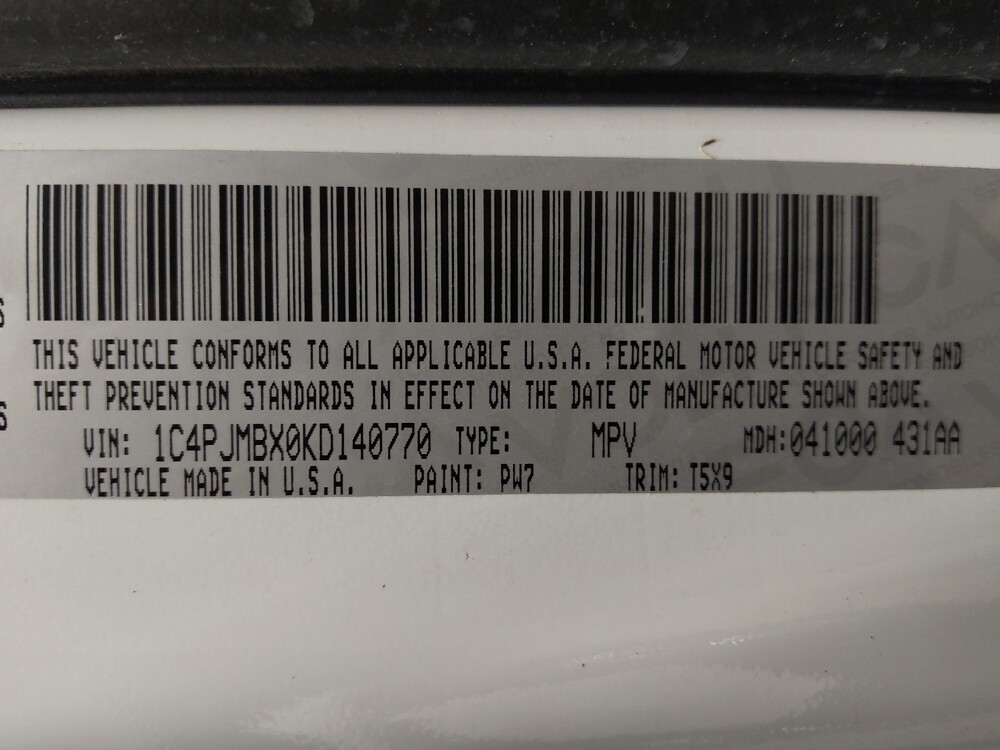 THIS VEHICLE CONFORMS TO ALL APPLICABLE U.S.A. FEDERAL MOTOR VEHICLE SAFETY AND
THEFT PREVENTION STANDARDS IN EFFECT ON THE DATE OF MANUFACTURE SHOWN ABOVE.
VIN: 1C4PJMBX0KD140770 TYPE: MPV MDH:041000 431AA
VEHICLE MADE IN U.S.A. PAINT: PW7 TRIM: T5X9